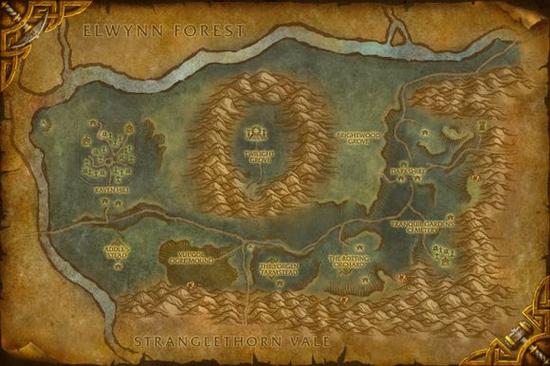 ELWYNN FOREST
TWILIGHT
GROVE
BRIGHTWOOD
GROVE
RAVEN HILL
DARKSHIRE
TRANQUIL GARDENS
CEMETERY
ADDLE'S
STEAD
VUL'GOL
OGRE MOUND
THE YORGEN
FARMSTEAD
THE ROTTING
ORCHARD
STRANGLETHORN VALE